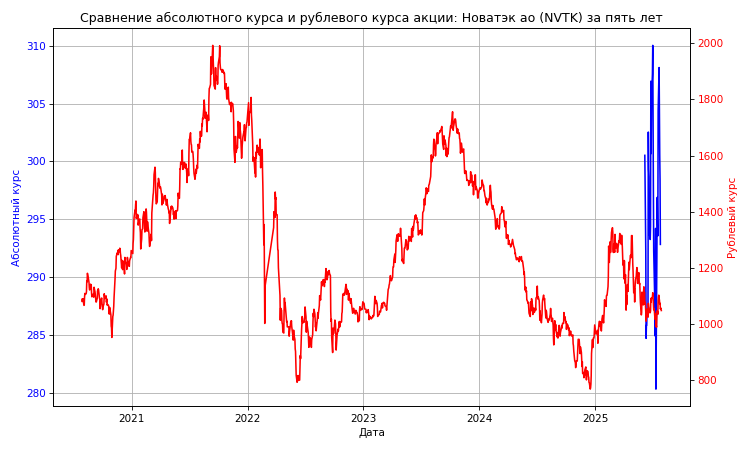 Сравнение абсолютного курса и рублевого курса акции: Новатэк ао (NVTK) за пять лет
310
305
300
295
290
285
280
Абсолютный курс
2000
1800
1600
1400
1200
1000
800
Рублевый курс
2021 2022 2023 2024 2025
Дата